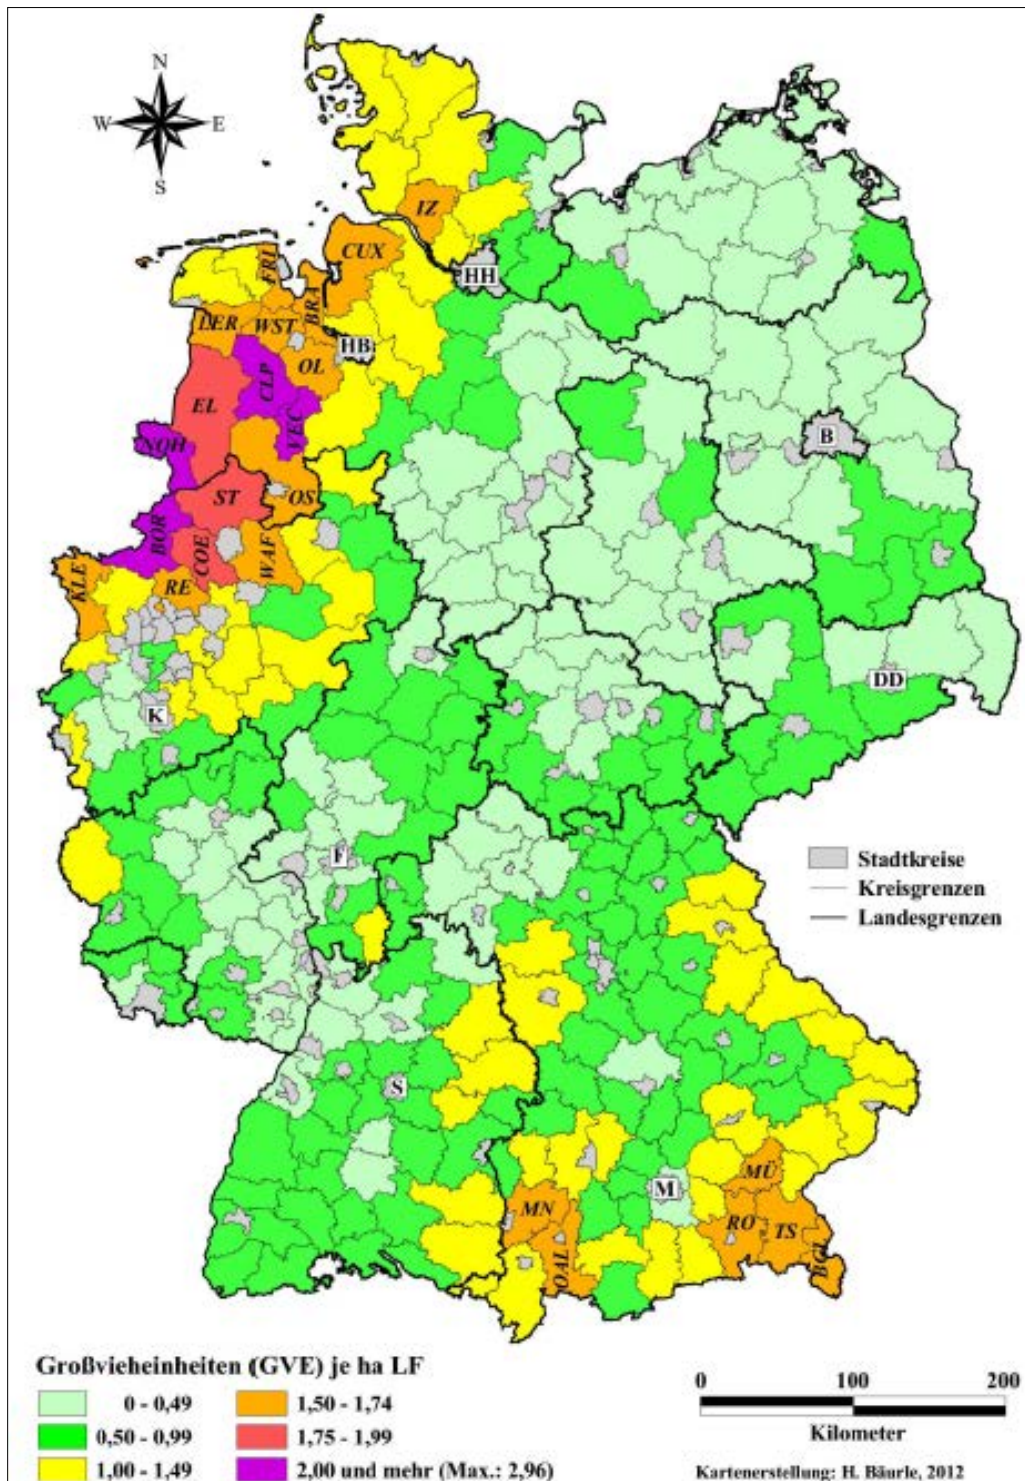 N
W E
S
IZ
CUX
FRI
HH
BRA
LER WST
HB
OL
CLP
EL
VEC
B
NOH
ST OS
BOR
COE
WAF
KLE
RE
DD
K
F
Stadtkreise
Kreisgrenzen
Landesgrenzen
S
MÜ
M
MN
RO TS
OAL
BGL
Großvieheinheiten (GVE) je ha LF
0 - 0,49
1,50 - 1,74
0,50 - 0,99
1,75 - 1,99
1,00 - 1,49
2,00 und mehr (Max.: 2,96)
0 100 200
Kilometer
Kartenerstellung: H. Bäurle, 2012